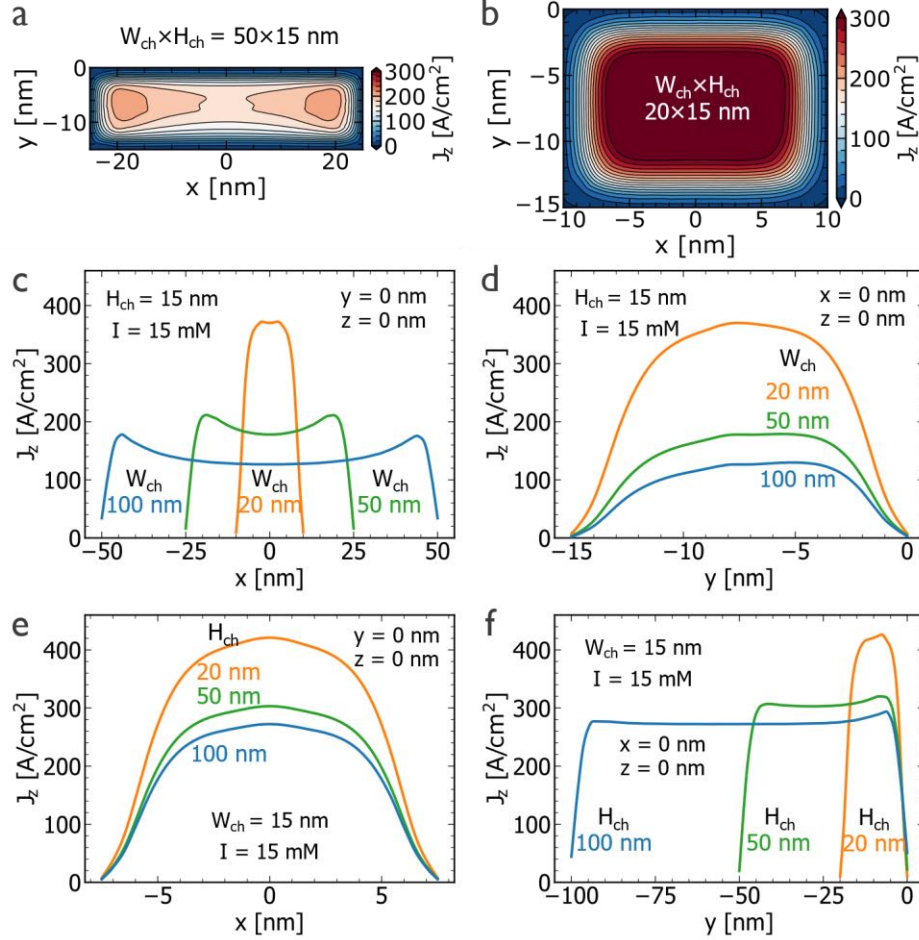 a
W_ch×H_ch = 50×15 nm
y [nm]
0
−10
−20
0
20
x [nm]
300
200
100
0
J_z [A/cm²]
b
W_ch×H_ch
20×15 nm
y [nm]
0
−5
−10
−15
−10
−5
0
5
10
x [nm]
300
200
100
0
J_z [A/cm²]
c
H_ch = 15 nm
I = 15 mM
y = 0 nm
z = 0 nm
J_z [A/cm²]
400
300
200
100
0
W_ch
100 nm
W_ch
20 nm
W_ch
50 nm
−50
−25
0
25
50
x [nm]
d
H_ch = 15 nm
I = 15 mM
x = 0 nm
z = 0 nm
W_ch
20 nm
50 nm
100 nm
J_z [A/cm²]
400
300
200
100
0
−15
−10
−5
0
y [nm]
e
H_ch
20 nm
50 nm
100 nm
y = 0 nm
z = 0 nm
W_ch = 15 nm
I = 15 mM
J_z [A/cm²]
400
300
200
100
0
−5
0
5
x [nm]
f
W_ch = 15 nm
I = 15 mM
x = 0 nm
z = 0 nm
H_ch
100 nm
H_ch
50 nm
H_ch
20 nm
J_z [A/cm²]
400
300
200
100
0
−100
−75
−50
−25
0
y [nm]